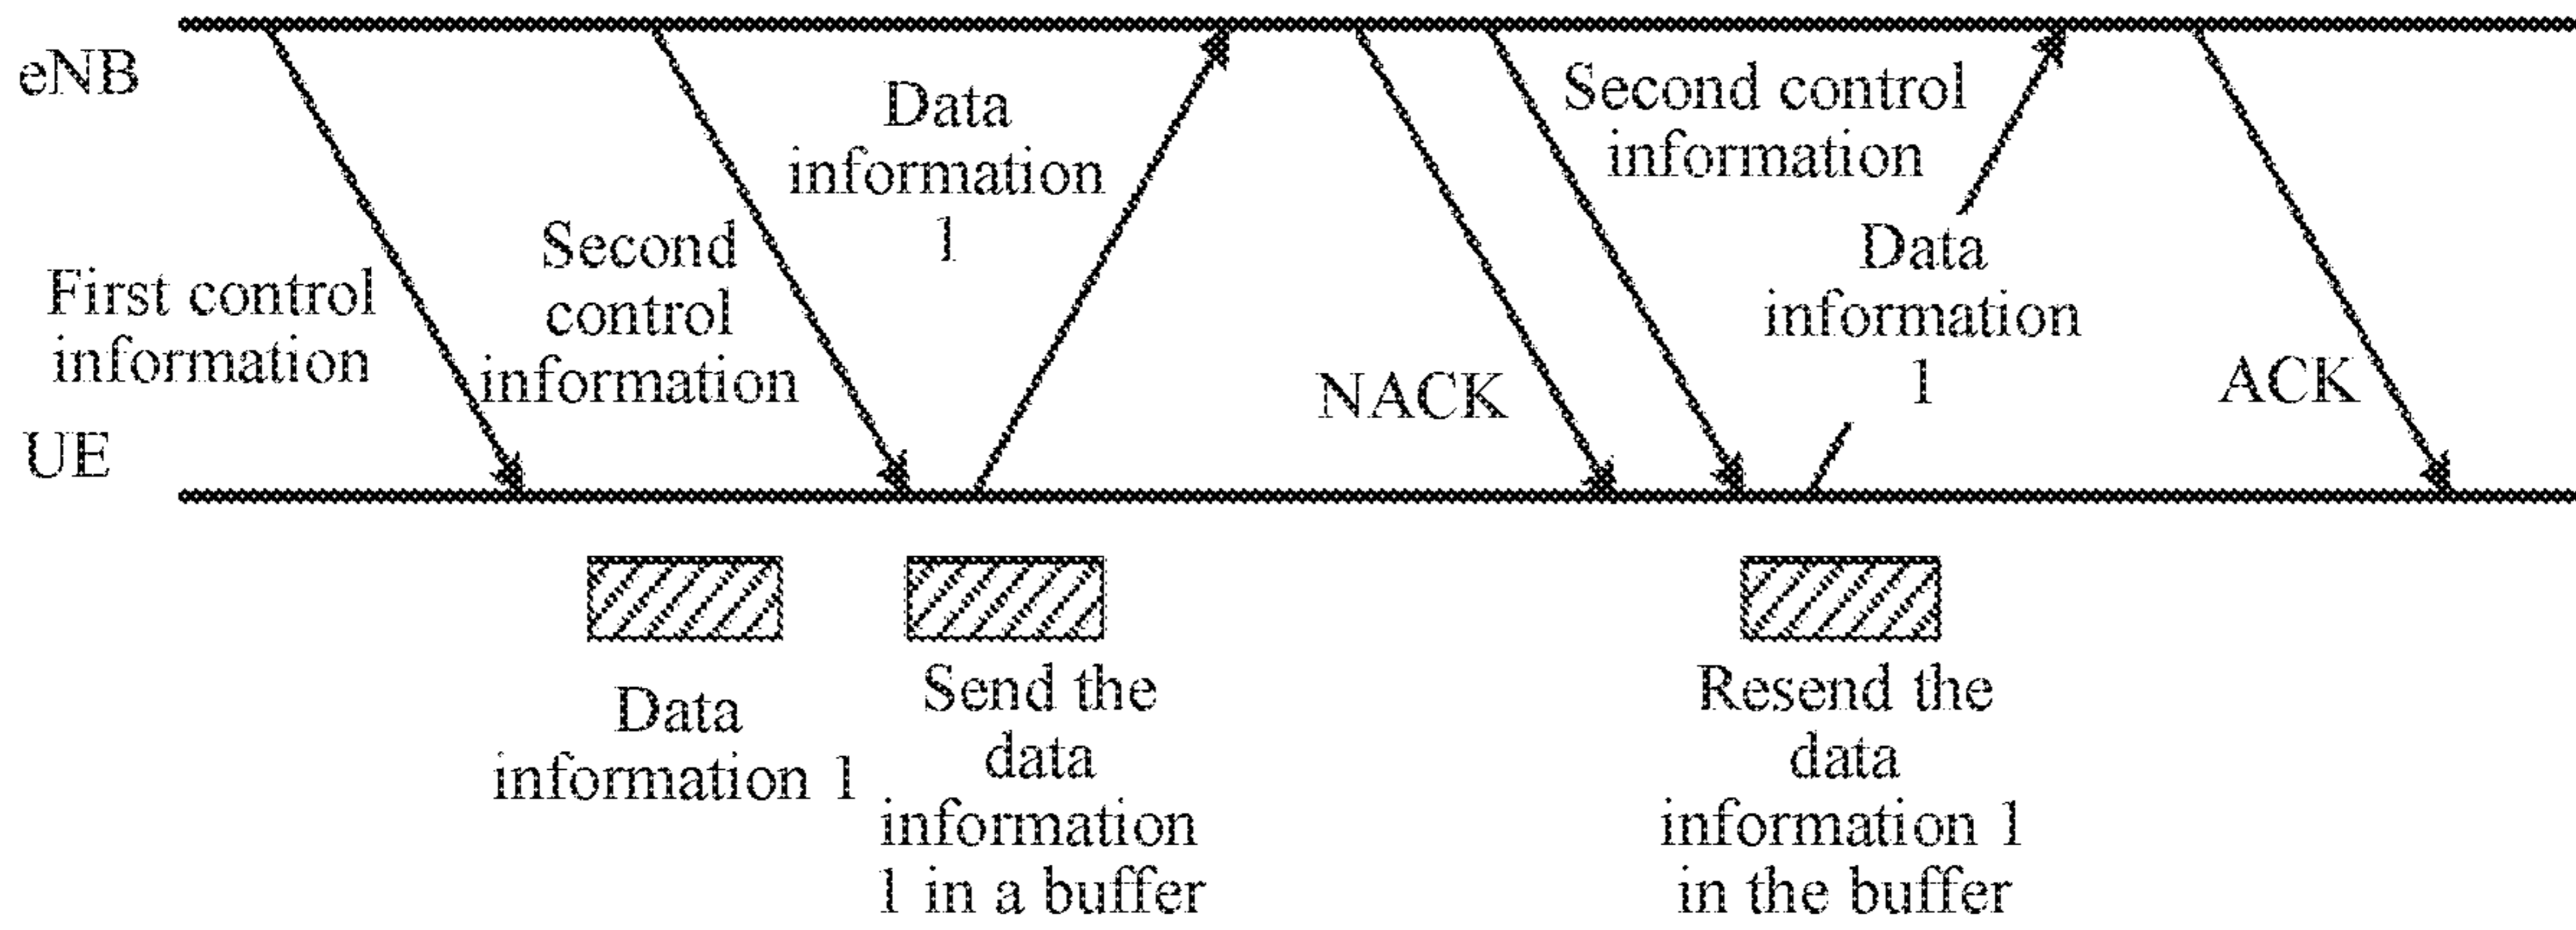 eNB
First control
information
UE
Second
control
information
Data
information
1
NACK
Second control
information
Data
information
1
ACK
Data
information 1
Send the
data
information
1 in a buffer
Resend the
data
information 1
in the buffer